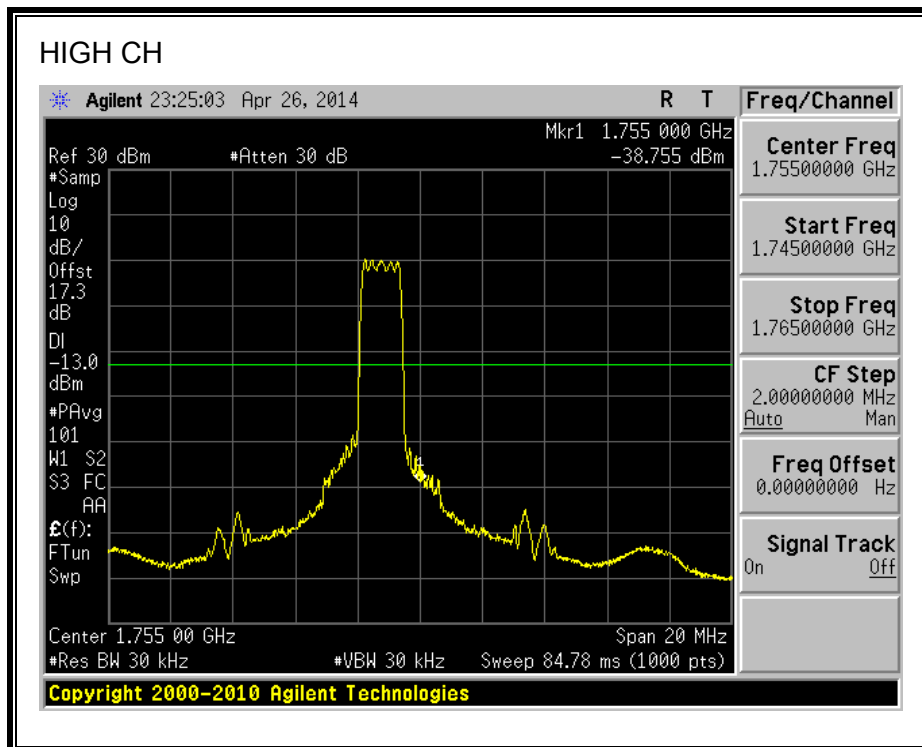 HIGH CH
Agilent 23:25:03 Apr 26, 2014 R T
Freq/Channel
Mkr1 1.755 000 GHz
Ref 30 dBm #Atten 30 dB -38.755 dBm
#Samp
Log
10
dB/
Offst
17.3
dB
DI
-13.0
dBm
#PAvg
101
W1 S2
S3 FC
AA
£(f):
FTun
Swp
1
Center 1.755 00 GHz Span 20 MHz
#Res BW 30 kHz #VBW 30 kHz Sweep 84.78 ms (1000 pts)
Copyright 2000-2010 Agilent Technologies
Center Freq
1.75500000 GHz
Start Freq
1.74500000 GHz
Stop Freq
1.76500000 GHz
CF Step
2.00000000 MHz
Auto Man
Freq Offset
0.00000000 Hz
Signal Track
On Off